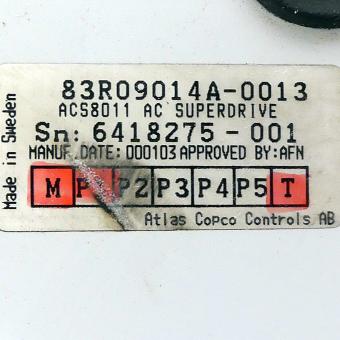 83R09014A-0013
ACS8011 AC SUPERDRIVE
Sn: 6418275-001
MANUF. DATE: 000103 APPROVED BY: AFN
M P1 P2 P3 P4 P5 T
Atlas Copco Controls AB
Made in Sweden